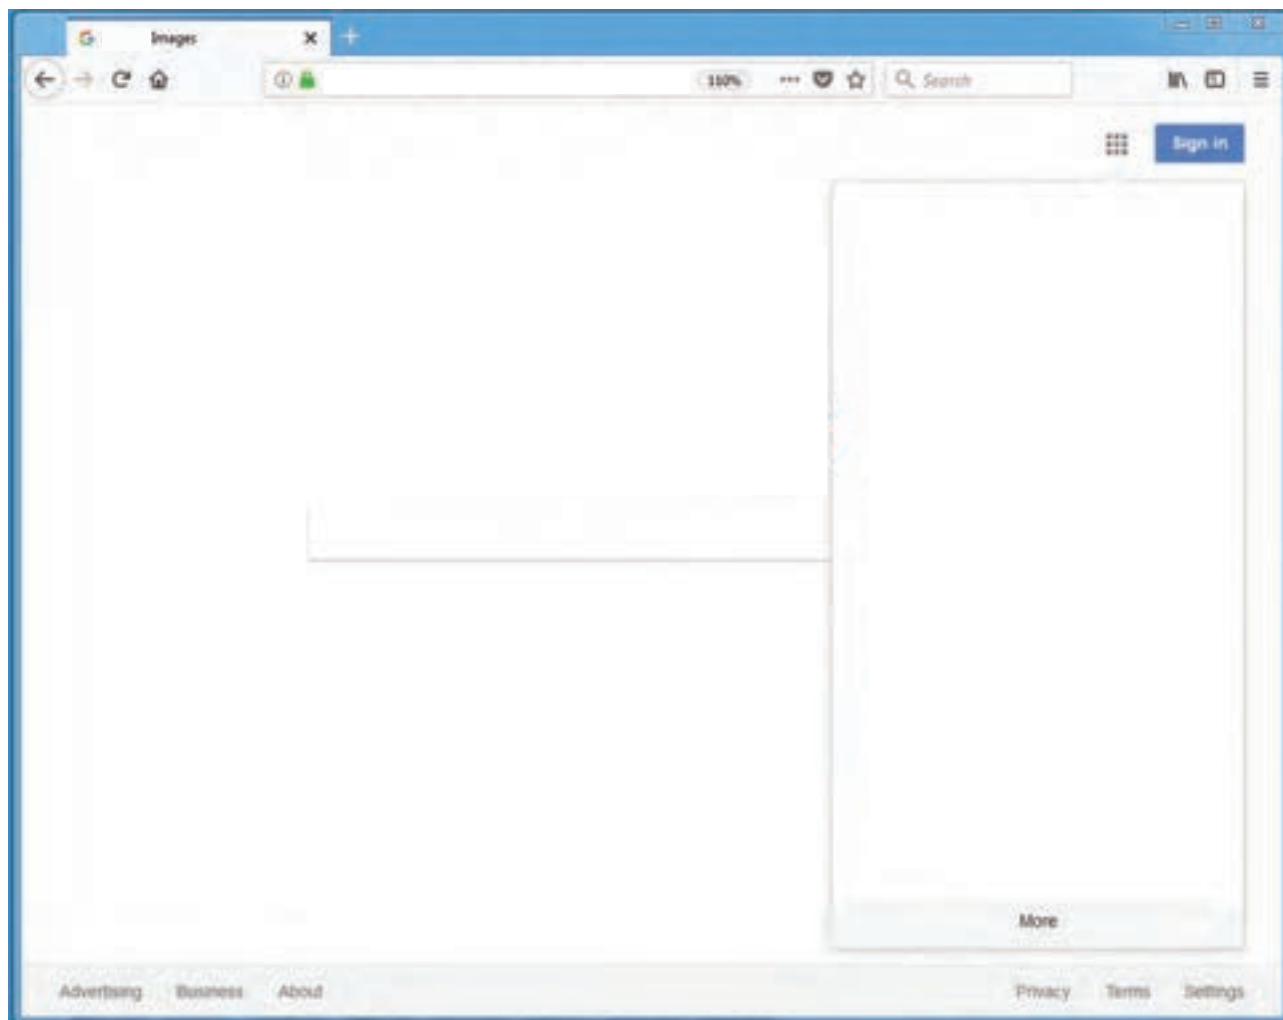 G Images
110% Search
Sign in
More
Advertising Business About Privacy Terms Settings